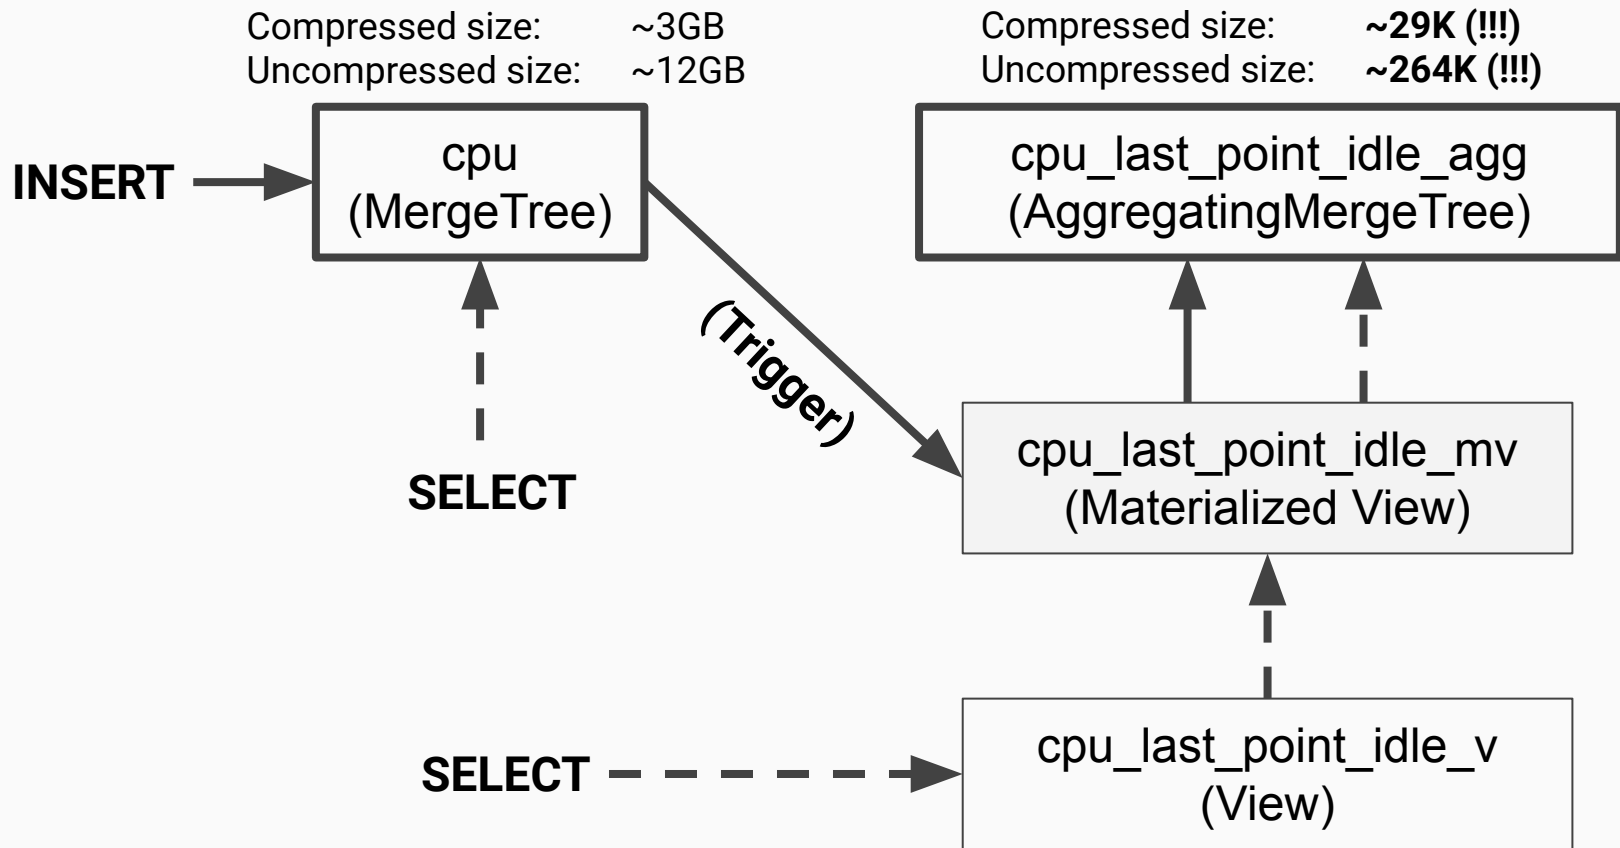 Compressed size: ~3GB
Uncompressed size: ~12GB
Compressed size: ~29K (!!!)
Uncompressed size: ~264K (!!!)
INSERT
cpu
(MergeTree)
cpu_last_point_idle_agg
(AggregatingMergeTree)
(Trigger)
SELECT
cpu_last_point_idle_mv
(Materialized View)
SELECT
cpu_last_point_idle_v
(View)